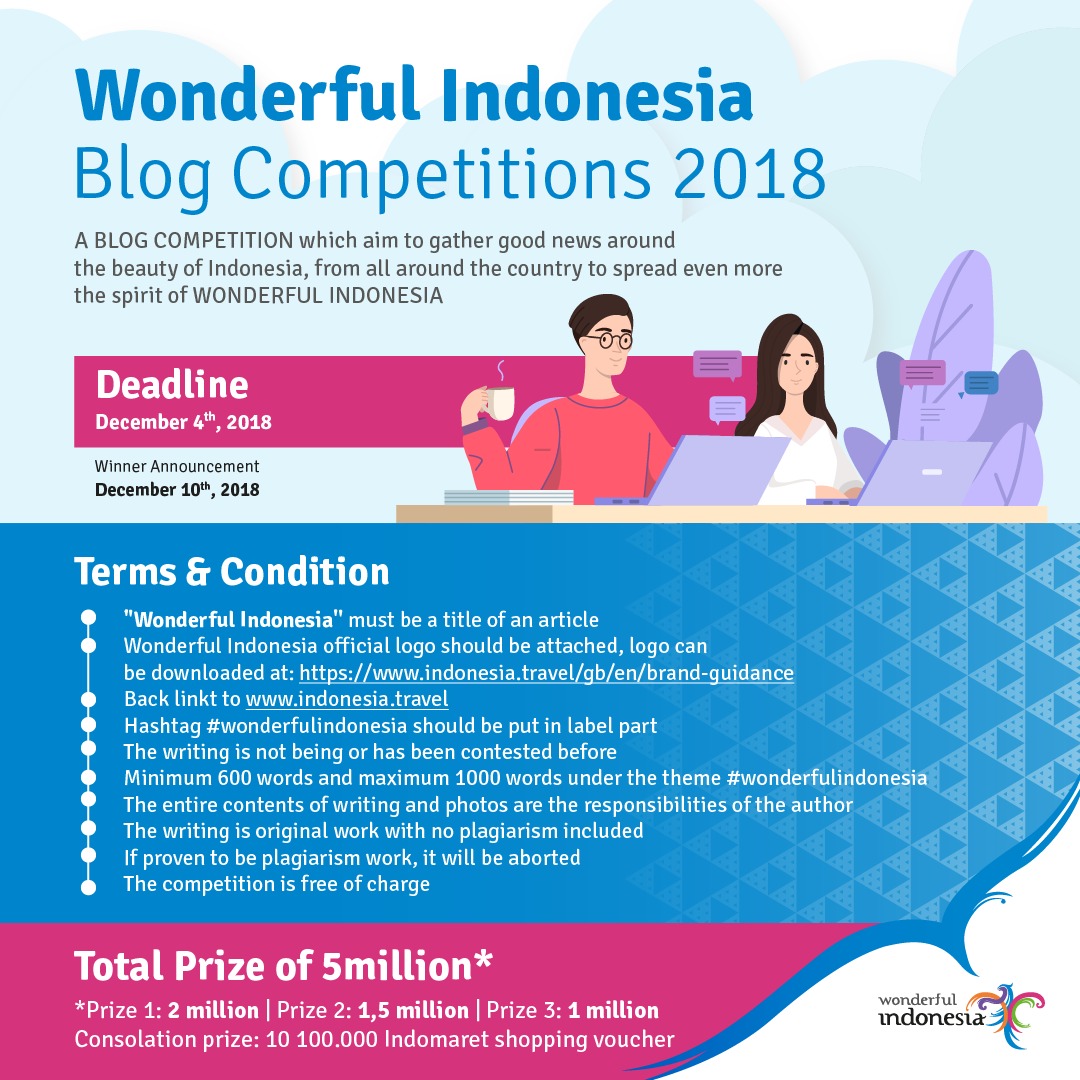 Wonderful Indonesia
Blog Competitions 2018
A BLOG COMPETITION which aim to gather good news around
the beauty of Indonesia, from all around the country to spread even more
the spirit of WONDERFUL INDONESIA
Deadline
December 4th, 2018
Winner Announcement
December 10th, 2018
Terms & Condition
"Wonderful Indonesia" must be a title of an article
Wonderful Indonesia official logo should be attached, logo can
be downloaded at: https://www.indonesia.travel/gb/en/brand-guidance
Back linkt to www.indonesia.travel
Hashtag #wonderfulindonesia should be put in label part
The writing is not being or has been contested before
Minimum 600 words and maximum 1000 words under the theme #wonderfulindonesia
The entire contents of writing and photos are the responsibilities of the author
The writing is original work with no plagiarism included
If proven to be plagiarism work, it will be aborted
The competition is free of charge
Total Prize of 5million*
*Prize 1: 2 million | Prize 2: 1,5 million | Prize 3: 1 million
Consolation prize: 10 100.000 Indomaret shopping voucher
wonderful
indonesia